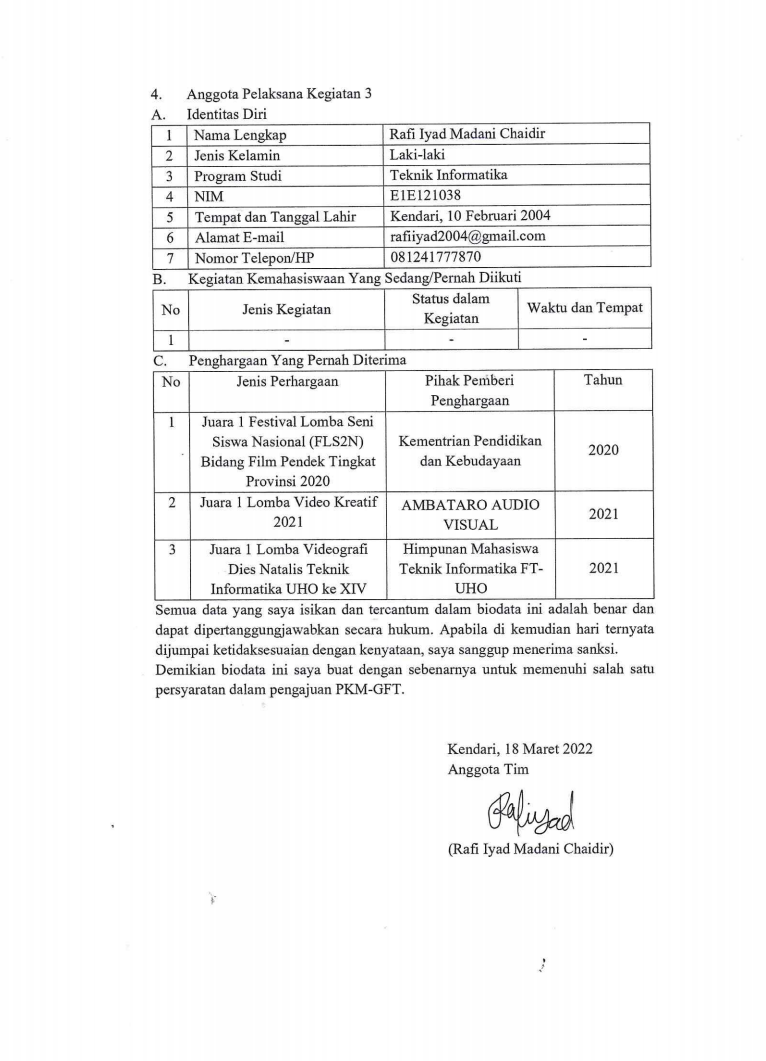 4. Anggota Pelaksana Kegiatan 3
A. Identitas Diri
1 Nama Lengkap Rafi Iyad Madani Chaidir
2 Jenis Kelamin Laki-laki
3 Program Studi Teknik Informatika
4 NIM E1E121038
5 Tempat dan Tanggal Lahir Kendari, 10 Februari 2004
6 Alamat E-mail rafiiyad2004@gmail.com
7 Nomor Telepon/HP 081241777870
B. Kegiatan Kemahasiswaan Yang Sedang/Pernah Diikuti
No Jenis Kegiatan Status dalam Kegiatan Waktu dan Tempat
1 - - -
C. Penghargaan Yang Pernah Diterima
No Jenis Perhargaan Pihak Pemberi Penghargaan Tahun
1 Juara 1 Festival Lomba Seni Siswa Nasional (FLS2N) Bidang Film Pendek Tingkat Provinsi 2020 Kementrian Pendidikan dan Kebudayaan 2020
2 Juara 1 Lomba Video Kreatif 2021 AMBATARO AUDIO VISUAL 2021
3 Juara 1 Lomba Videografi Dies Natalis Teknik Informatika UHO ke XIV Himpunan Mahasiswa Teknik Informatika FT-UHO 2021
Semua data yang saya isikan dan tercantum dalam biodata ini adalah benar dan
dapat dipertanggungjawabkan secara hukum. Apabila di kemudian hari ternyata
dijumpai ketidaksesuaian dengan kenyataan, saya sanggup menerima sanksi.
Demikian biodata ini saya buat dengan sebenarnya untuk memenuhi salah satu
persyaratan dalam pengajuan PKM-GFT.
Kendari, 18 Maret 2022
Anggota Tim
Rafiyad
(Rafi Iyad Madani Chaidir)